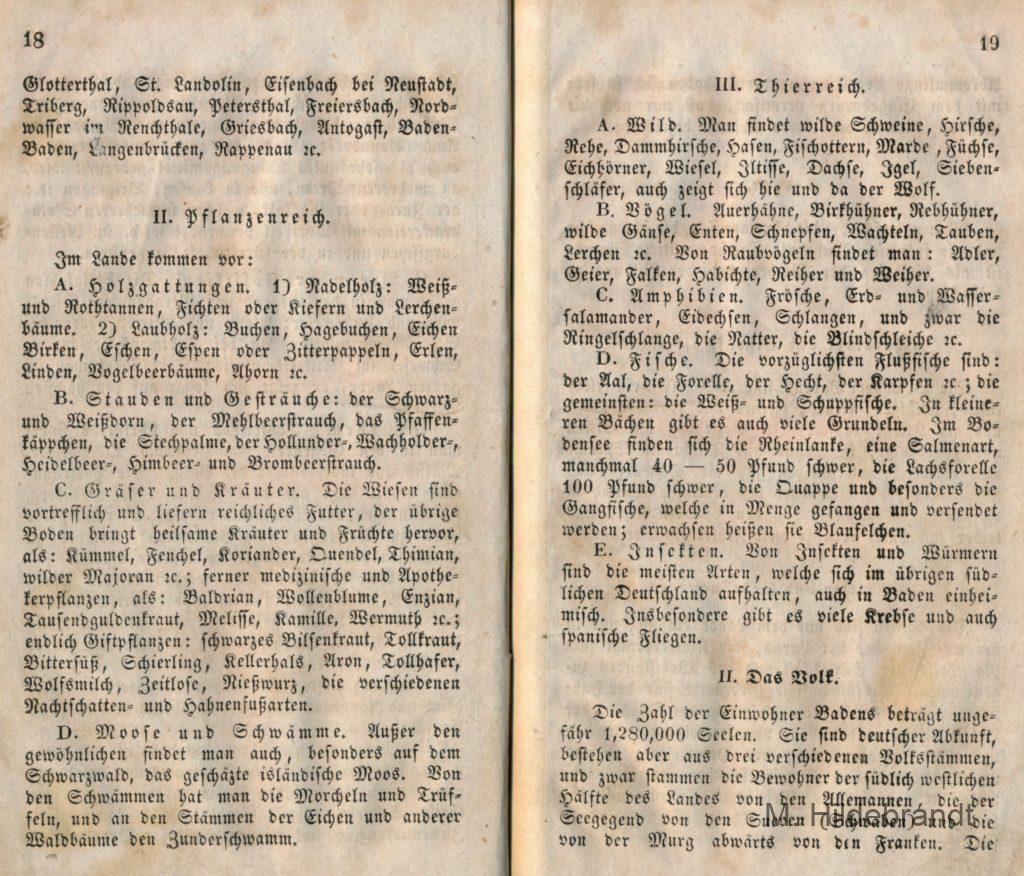 18
Glotterthal, St. Landolin, Eisenbach bei Neustadt,
Triberg, Rippoldsau, Petersthal, Freiersbach, Nord-
wasser im Renchthale, Griesbach, Antogast, Baden-
Baden, Langenbrücken, Rappenau ꝛc.
II. Pflanzenreich.
Im Lande kommen vor:
A. Holzgattungen. 1) Nadelholz: Weiß-
und Rothtannen, Fichten oder Kiefern und Lerchen-
bäume. 2) Laubholz: Buchen, Hagebuchen, Eichen
Birken, Eschen, Espen oder Zitterpappeln, Erlen,
Linden, Vogelbeerbäume, Ahorn ꝛc.
B. Stauden und Gesträuche: der Schwarz-
und Weißdorn, der Mehlbeerstrauch, das Pfaffen-
käppchen, die Stechpalme, der Hollunder-, Wachholder-,
Heidelbeer-, Himbeer- und Brombeerstrauch.
C. Gräser und Kräuter. Die Wiesen sind
vortrefflich und liefern reichliches Futter, der übrige
Boden bringt heilsame Kräuter und Früchte hervor,
als: Kümmel, Fenchel, Koriander, Quendel, Thimian,
wilder Majoran ꝛc.; ferner medizinische und Apothe-
kerpflanzen, als: Baldrian, Wollenblume, Enzian,
Tausendguldenkraut, Melisse, Kamille, Wermuth ꝛc.;
endlich Giftpflanzen: schwarzes Bilsenkraut, Tollkraut,
Bittersüß, Schierling, Kellerhals, Aron, Tollhafer,
Wolfsmilch, Zeitlose, Nießwurz, die verschiedenen
Nachtschatten- und Hahnenfußarten.
D. Moose und Schwämme. Außer den
gewöhnlichen findet man auch, besonders auf dem
Schwarzwald, das geschäzte isländische Moos. Von
den Schwämmen hat man die Morcheln und Trüf-
feln, und an den Stämmen der Eichen und anderer
Waldbäume den Zunderschwamm.
19
III. Thierreich.
A. Wild. Man findet wilde Schweine, Hirsche,
Rehe, Dammhirsche, Hasen, Fischottern, Marde, Füchse,
Eichhörner, Wiesel, Iltisse, Dachse, Igel, Sieben-
schläfer, auch zeigt sich hie und da der Wolf.
B. Vögel. Auerhähne, Birkhühner, Rebhühner,
wilde Gänse, Enten, Schnepfen, Wachteln, Tauben,
Lerchen ꝛc. Von Raubvögeln findet man: Adler,
Geier, Falken, Habichte, Reiher und Weiher.
C. Amphibien. Frösche, Erd- und Wasser-
salamander, Eidechsen, Schlangen, und zwar die
Ringelschlange, die Natter, die Blindschleiche ꝛc.
D. Fische. Die vorzüglichsten Flußfische sind:
der Aal, die Forelle, der Hecht, der Karpfen ꝛc; die
gemeinsten: die Weiß- und Schuppfische. In kleine-
ren Bächen gibt es auch viele Grundeln. Im Bo-
densee finden sich die Rheinlanke, eine Salmenart,
manchmal 40 — 50 Pfund schwer, die Lachsforelle
100 Pfund schwer, die Quappe und besonders die
Gangfische, welche in Menge gefangen und versendet
werden; erwachsen heißen sie Blaufelchen.
E. Insekten. Von Insekten und Würmern
sind die meisten Arten, welche sich im übrigen süd-
lichen Deutschland aufhalten, auch in Baden einhei-
misch. Insbesondere gibt es viele Krebse und auch
spanische Fliegen.
II. Das Volk.
Die Zahl der Einwohner Badens beträgt unge-
fähr 1,280,000 Seelen. Sie sind deutscher Abkunft,
bestehen aber aus drei verschiedenen Volksstämmen,
und zwar stammen die Bewohner der südlich westlichen
Hälfte des Landes von den Allemannen, die der
Seegegend von den Sueven (Schwaben) und die
von der Murg abwärts von den Franken. Die
M. Hildebrandt